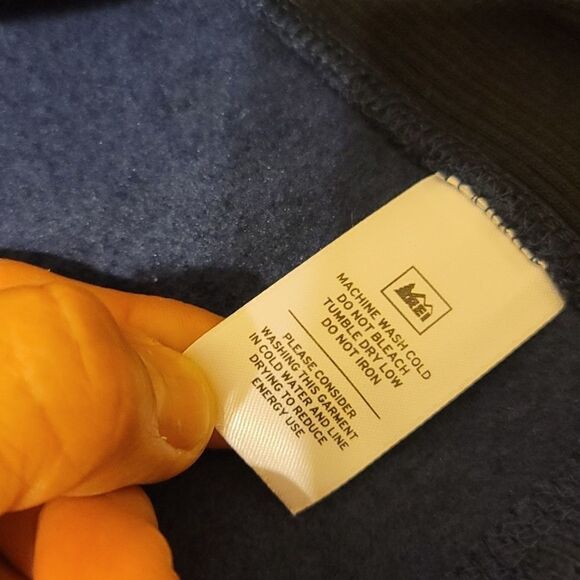 REI
MACHINE WASH COLD
DO NOT BLEACH
TUMBLE DRY LOW
DO NOT IRON
PLEASE CONSIDER
WASHING THIS GARMENT
IN COLD WATER AND LINE
DRYING TO REDUCE
ENERGY USE